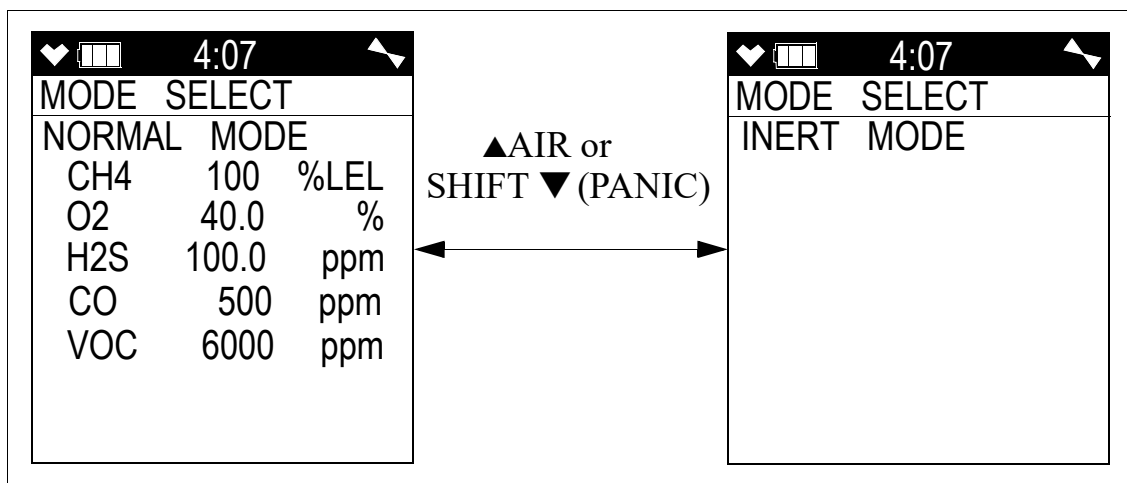 4:07
MODE SELECT
NORMAL MODE
CH4 100 %LEL
O2 40.0 %
H2S 100.0 ppm
CO 500 ppm
VOC 6000 ppm
▲AIR or
SHIFT ▼ (PANIC)
4:07
MODE SELECT
INERT MODE